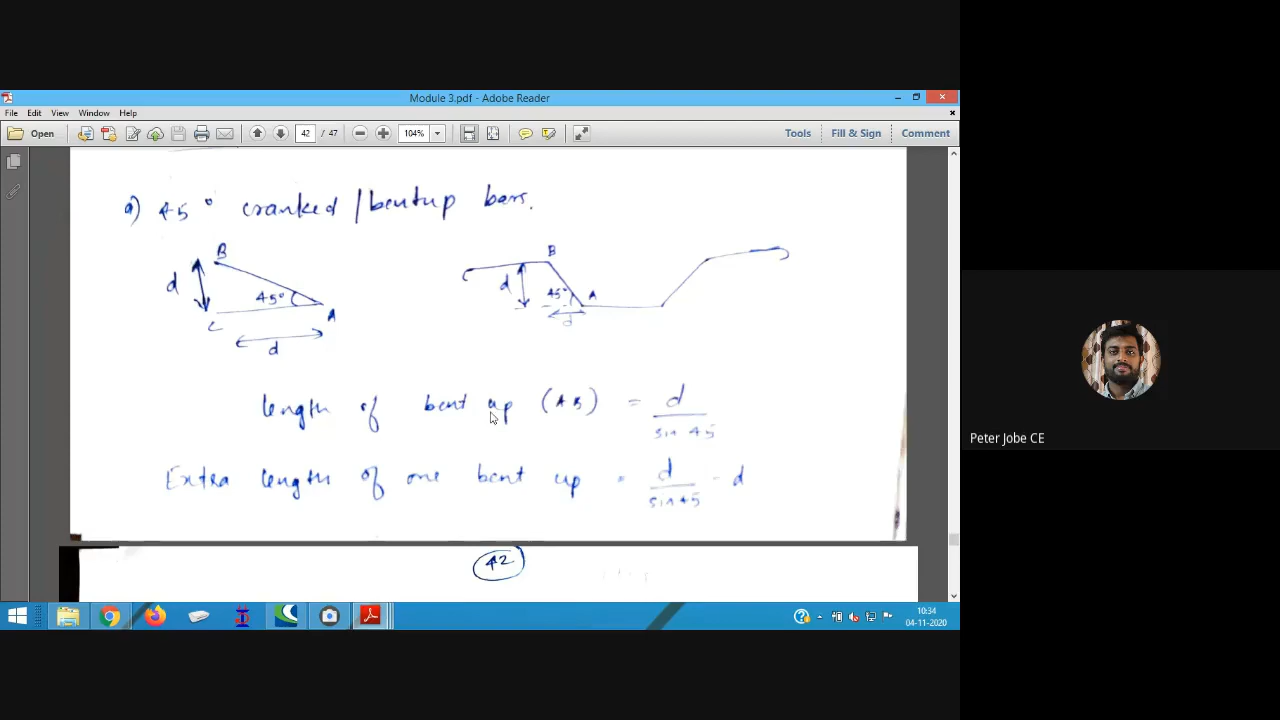 Module 3.pdf - Adobe Reader
File Edit View Window Help
Open 42 / 47 104% Tools Fill & Sign Comment
a) 45° cranked / bentup bars.
B
d
45°
C
A
d
B
d
45°
A
d
length of bent up (AB) = d / sin 45
Extra length of one bent up = d / sin 45 - d
42
Peter Jobe CE
10:34
04-11-2020